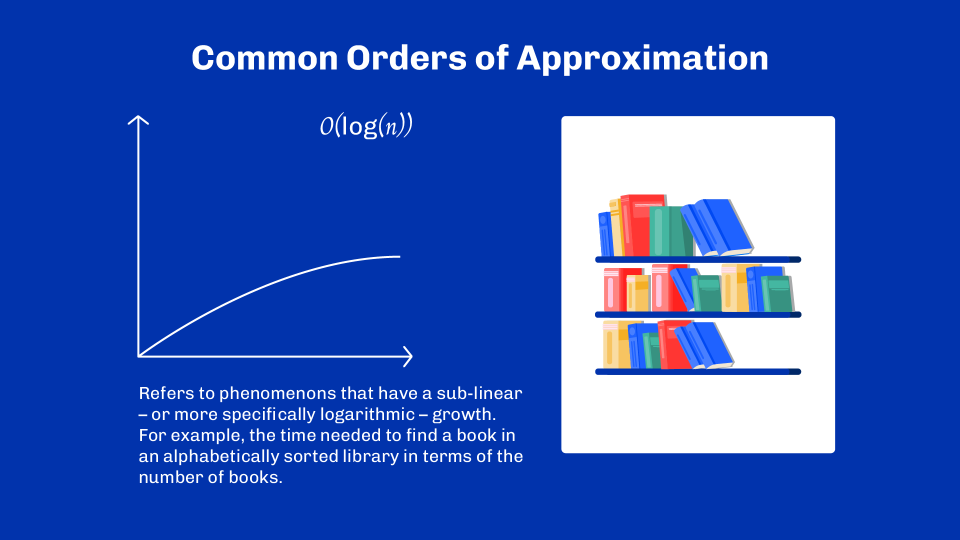 Common Orders of Approximation
O(log(n))
Refers to phenomenons that have a sub-linear
– or more specifically logarithmic – growth.
For example, the time needed to find a book in
an alphabetically sorted library in terms of the
number of books.